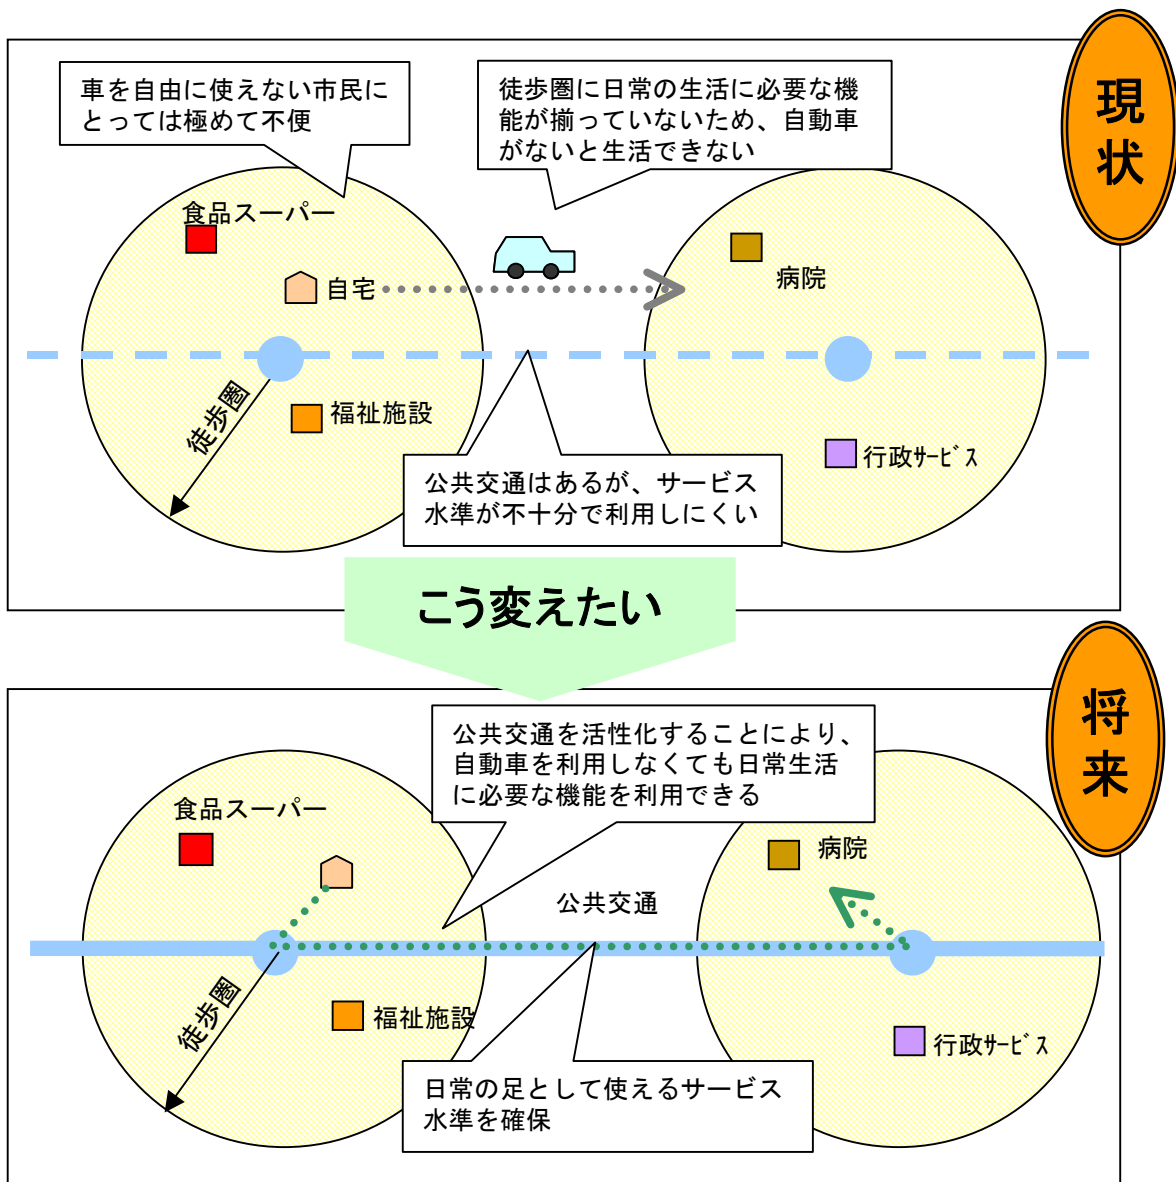 現状
車を自由に使えない市民に
とっては極めて不便
徒歩圏に日常の生活に必要な機
能が揃っていないため、自動車
がないと生活できない
食品スーパー
自宅
病院
徒歩圏
福祉施設
行政ｻｰﾋﾞｽ
公共交通はあるが、サービス
水準が不十分で利用しにくい
こう変えたい
将来
公共交通を活性化することにより、
自動車を利用しなくても日常生活
に必要な機能を利用できる
食品スーパー
病院
公共交通
徒歩圏
福祉施設
行政ｻｰﾋﾞｽ
日常の足として使えるサービス
水準を確保